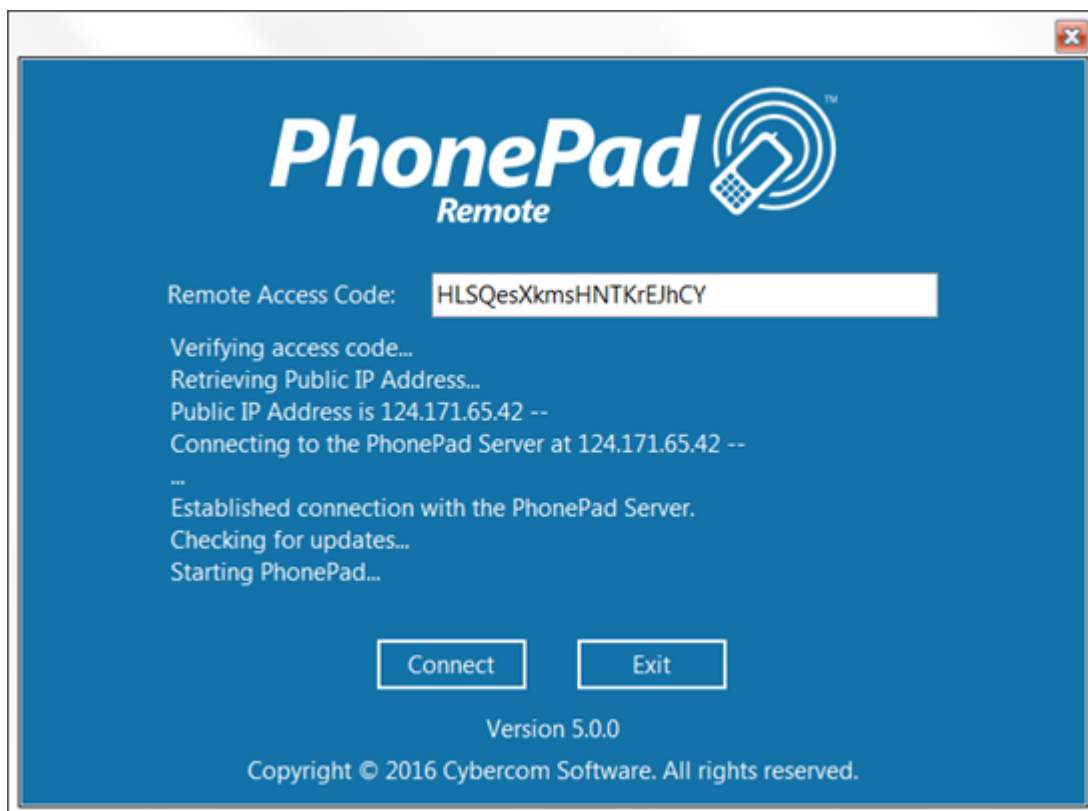 PhonePad ™
Remote
Remote Access Code: HLSQesXkmsHNTKrEJhCY
Verifying access code...
Retrieving Public IP Address...
Public IP Address is 124.171.65.42 --
Connecting to the PhonePad Server at 124.171.65.42 --
...
Established connection with the PhonePad Server.
Checking for updates...
Starting PhonePad...
Connect Exit
Version 5.0.0
Copyright © 2016 Cybercom Software. All rights reserved.